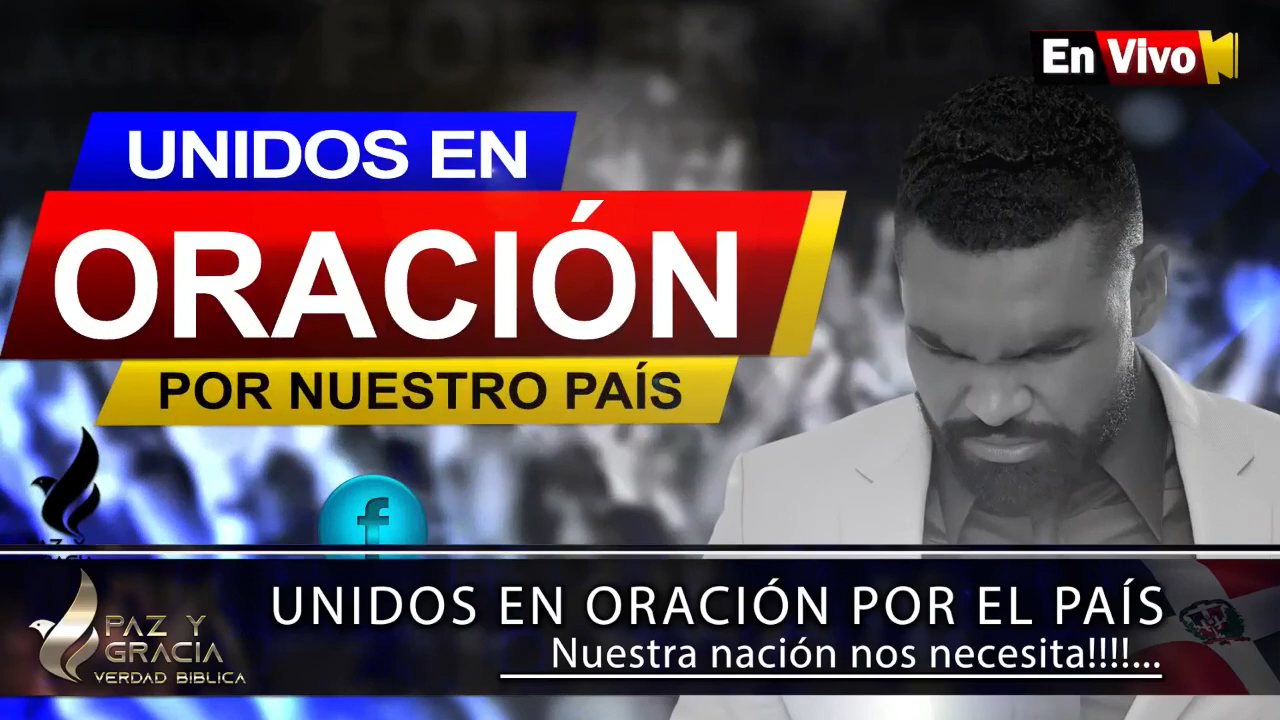 En Vivo
UNIDOS EN
ORACIÓN
POR NUESTRO PAÍS
f
PAZ Y
UNIDOS EN ORACIÓN POR EL PAÍS
Nuestra nación nos necesita!!!!...
PAZ Y
GRACIA
VERDAD BIBLICA